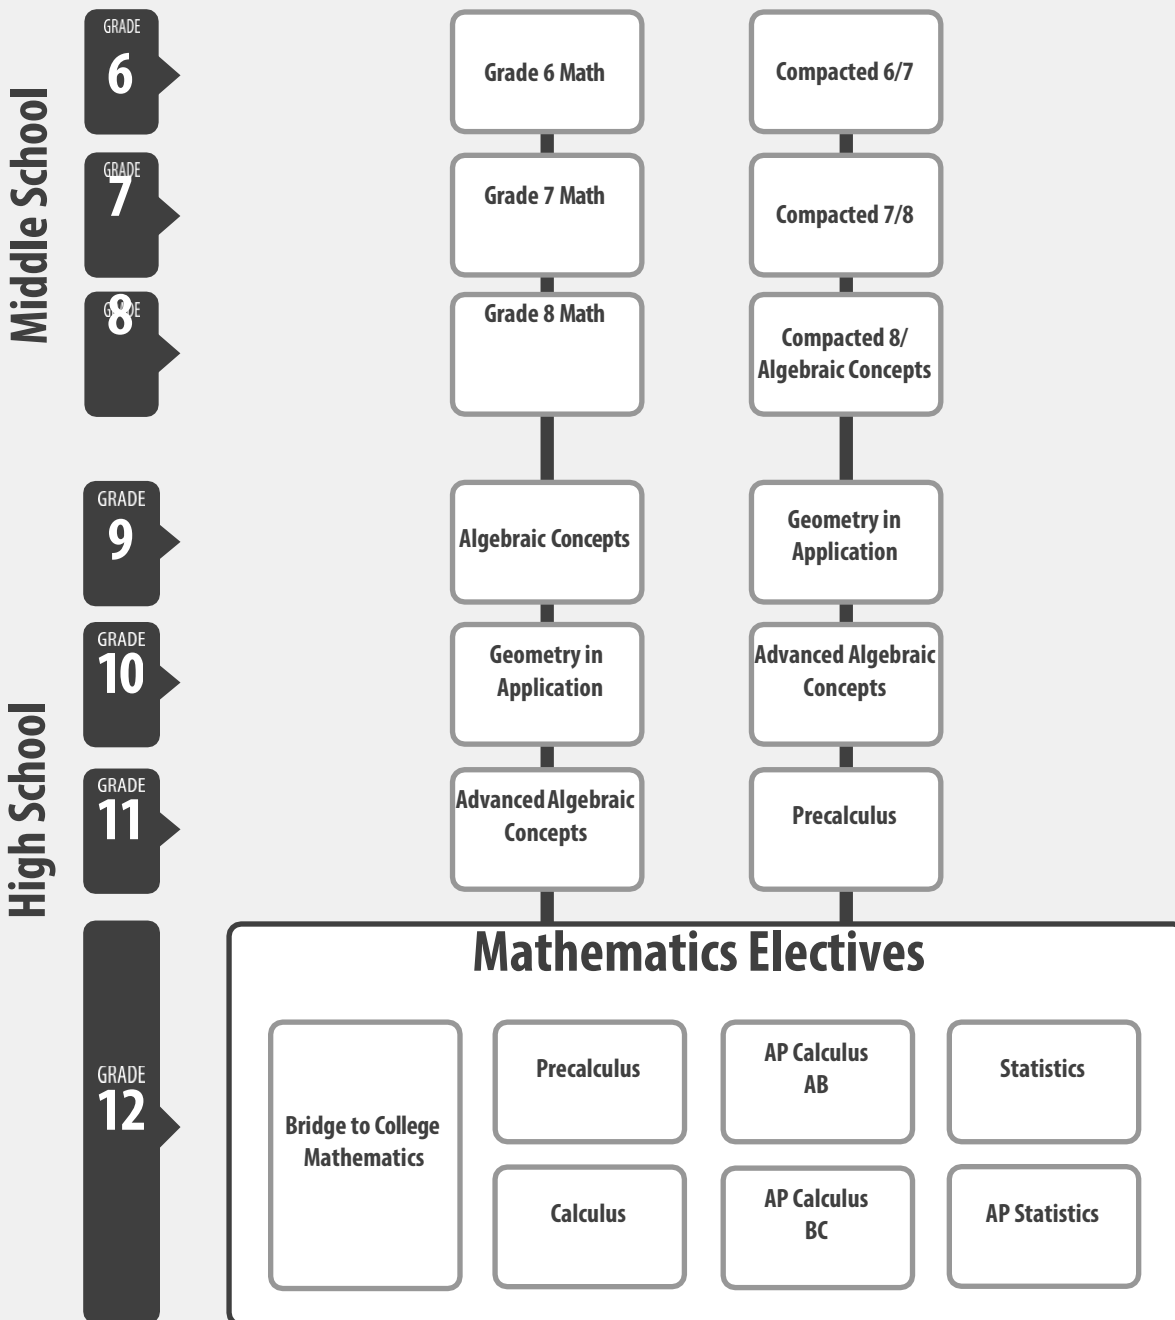 Middle School
GRADE
6
Grade 6 Math
Compacted 6/7
GRADE
7
Grade 7 Math
Compacted 7/8
GRADE
8
Grade 8 Math
Compacted 8/
Algebraic Concepts
High School
GRADE
9
Algebraic Concepts
Geometry in
Application
GRADE
10
Geometry in
Application
Advanced Algebraic
Concepts
GRADE
11
Advanced Algebraic
Concepts
Precalculus
GRADE
12
Mathematics Electives
Bridge to College
Mathematics
Precalculus
AP Calculus
AB
Statistics
Calculus
AP Calculus
BC
AP Statistics